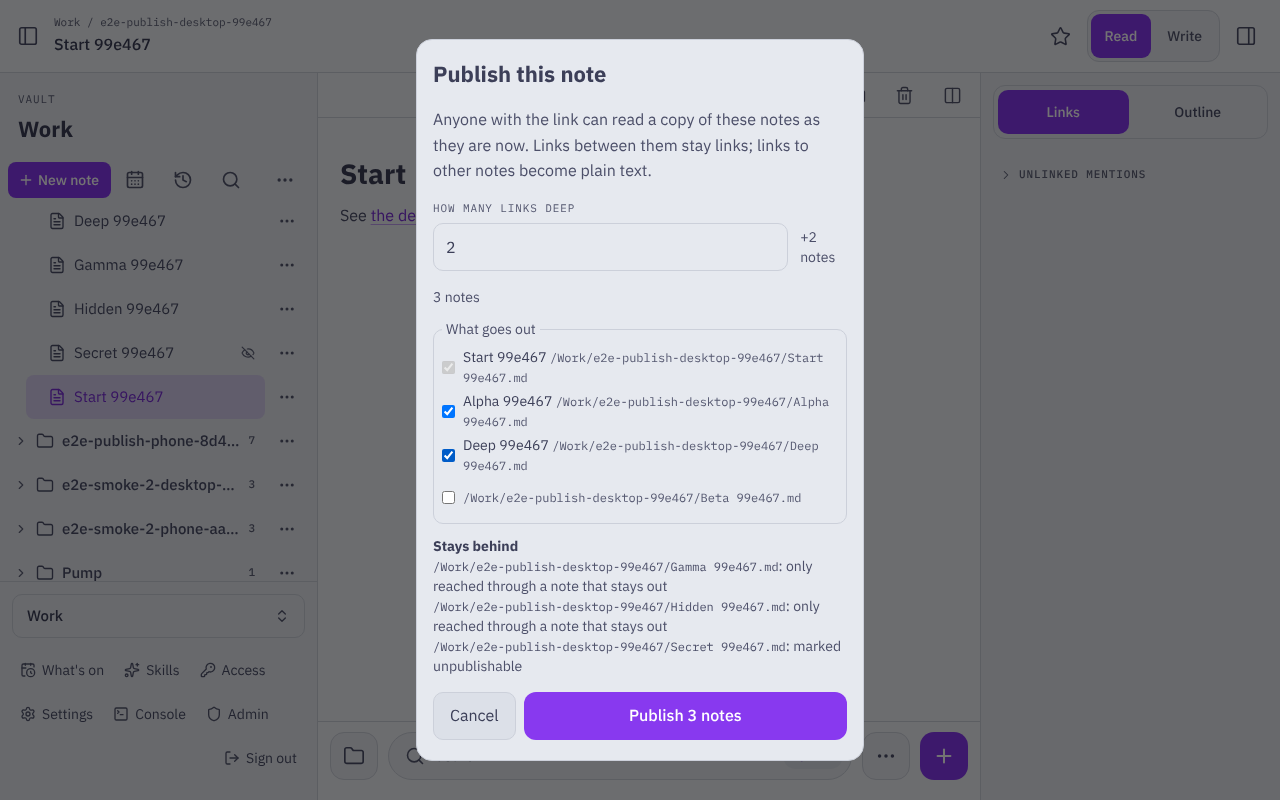 Work / e2e-publish-desktop-99e467
Start 99e467
Read
Write
VAULT
Work
New note
Deep 99e467
Gamma 99e467
Hidden 99e467
Secret 99e467
Start 99e467
e2e-publish-phone-8d4... 7
e2e-smoke-2-desktop-... 3
e2e-smoke-2-phone-aa... 3
Pump 1
Work
What's on
Skills
Access
Settings
Console
Admin
Sign out
Start
See the de
Publish this note
Anyone with the link can read a copy of these notes as
they are now. Links between them stay links; links to
other notes become plain text.
HOW MANY LINKS DEEP
2
+2
notes
3 notes
What goes out
Start 99e467 /Work/e2e-publish-desktop-99e467/Start
99e467.md
Alpha 99e467 /Work/e2e-publish-desktop-99e467/Alpha
99e467.md
Deep 99e467 /Work/e2e-publish-desktop-99e467/Deep
99e467.md
/Work/e2e-publish-desktop-99e467/Beta 99e467.md
Stays behind
/Work/e2e-publish-desktop-99e467/Gamma 99e467.md: only
reached through a note that stays out
/Work/e2e-publish-desktop-99e467/Hidden 99e467.md: only
reached through a note that stays out
/Work/e2e-publish-desktop-99e467/Secret 99e467.md: marked
unpublishable
Cancel
Publish 3 notes
Links
Outline
UNLINKED MENTIONS